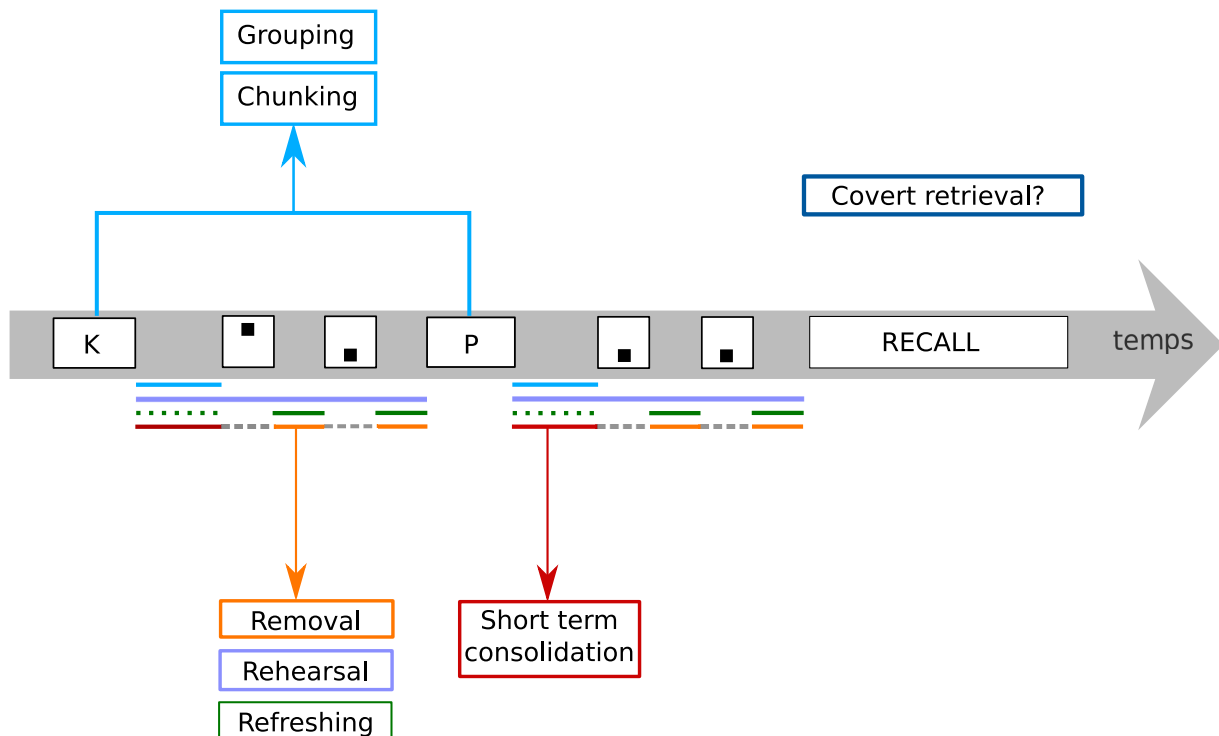 Grouping
Chunking
Covert retrieval?
K
P
RECALL
temps
Removal
Rehearsal
Refreshing
Short term
consolidation